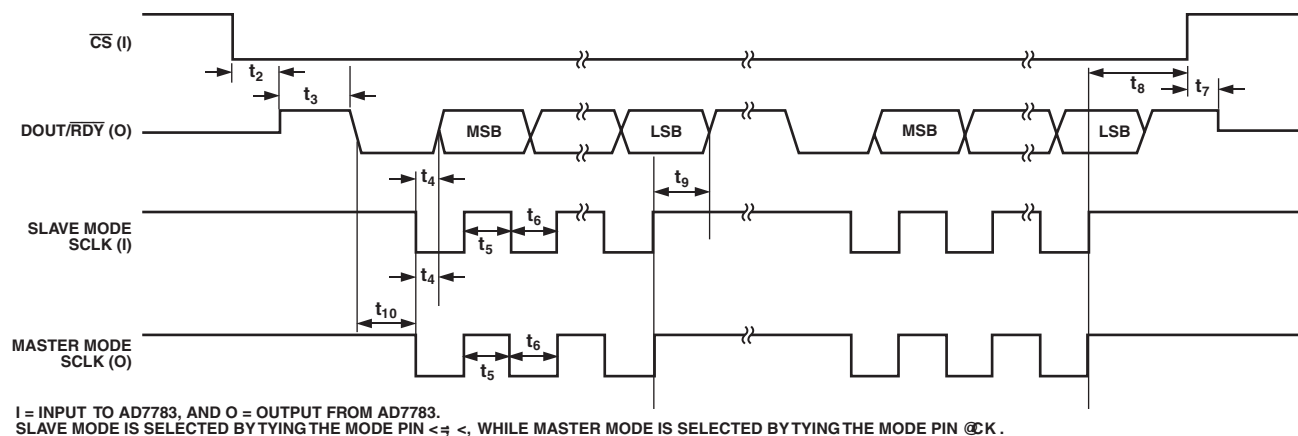 C̅S̅ (I)
t2
t3
t8
t7
DOUT/R̅D̅Y̅ (O)
MSB
LSB
MSB
LSB
t4
t9
SLAVE MODE
SCLK (I)
t5
t6
t4
t10
MASTER MODE
SCLK (O)
t5
t6
I = INPUT TO AD7783, AND O = OUTPUT FROM AD7783.
SLAVE MODE IS SELECTED BY TYING THE MODE PIN WHILE MASTER MODE IS SELECTED BY TYING THE MODE PIN